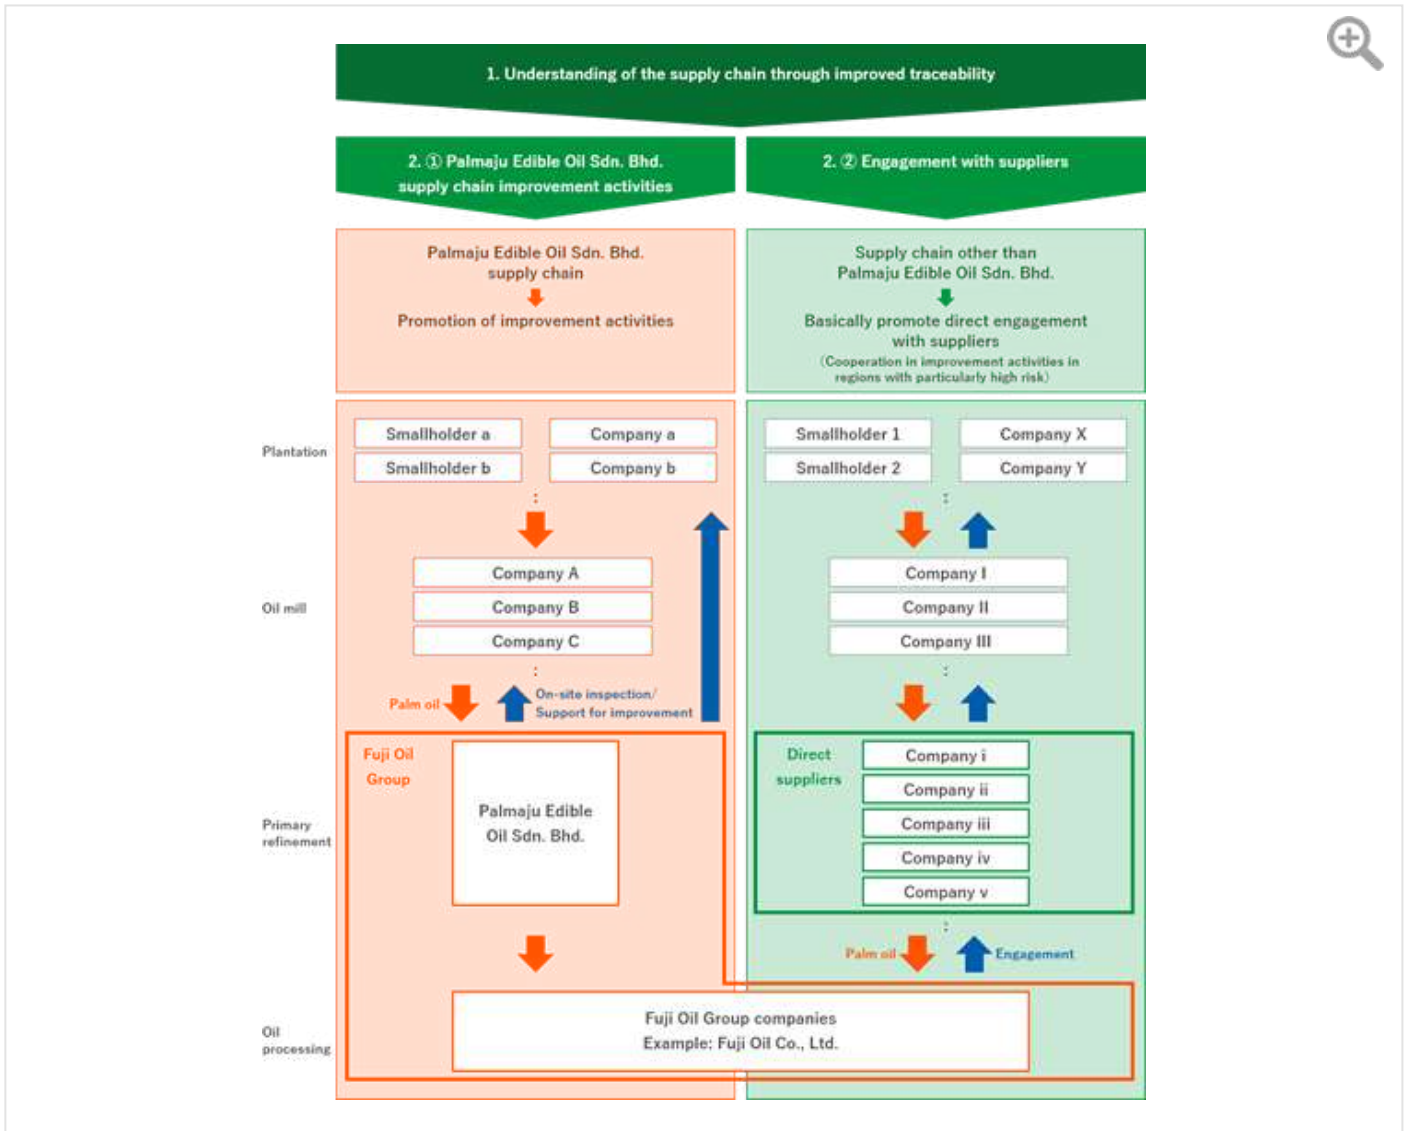 1. Understanding of the supply chain through improved traceability
2. ① Palmaju Edible Oil Sdn. Bhd.
supply chain improvement activities
2. ② Engagement with suppliers
Palmaju Edible Oil Sdn. Bhd.
supply chain
Promotion of improvement activities
Supply chain other than
Palmaju Edible Oil Sdn. Bhd.
Basically promote direct engagement
with suppliers
(Cooperation in improvement activities in
regions with particularly high risk)
Plantation
Smallholder a
Company a
Smallholder b
Company b
:
Smallholder 1
Company X
Smallholder 2
Company Y
:
Oil mill
Company A
Company B
Company C
:
Company I
Company II
Company III
:
Palm oil
On-site inspection/
Support for improvement
Primary
refinement
Fuji Oil
Group
Palmaju Edible
Oil Sdn. Bhd.
Direct
suppliers
Company i
Company ii
Company iii
Company iv
Company v
:
Palm oil
Engagement
Oil
processing
Fuji Oil Group companies
Example: Fuji Oil Co., Ltd.